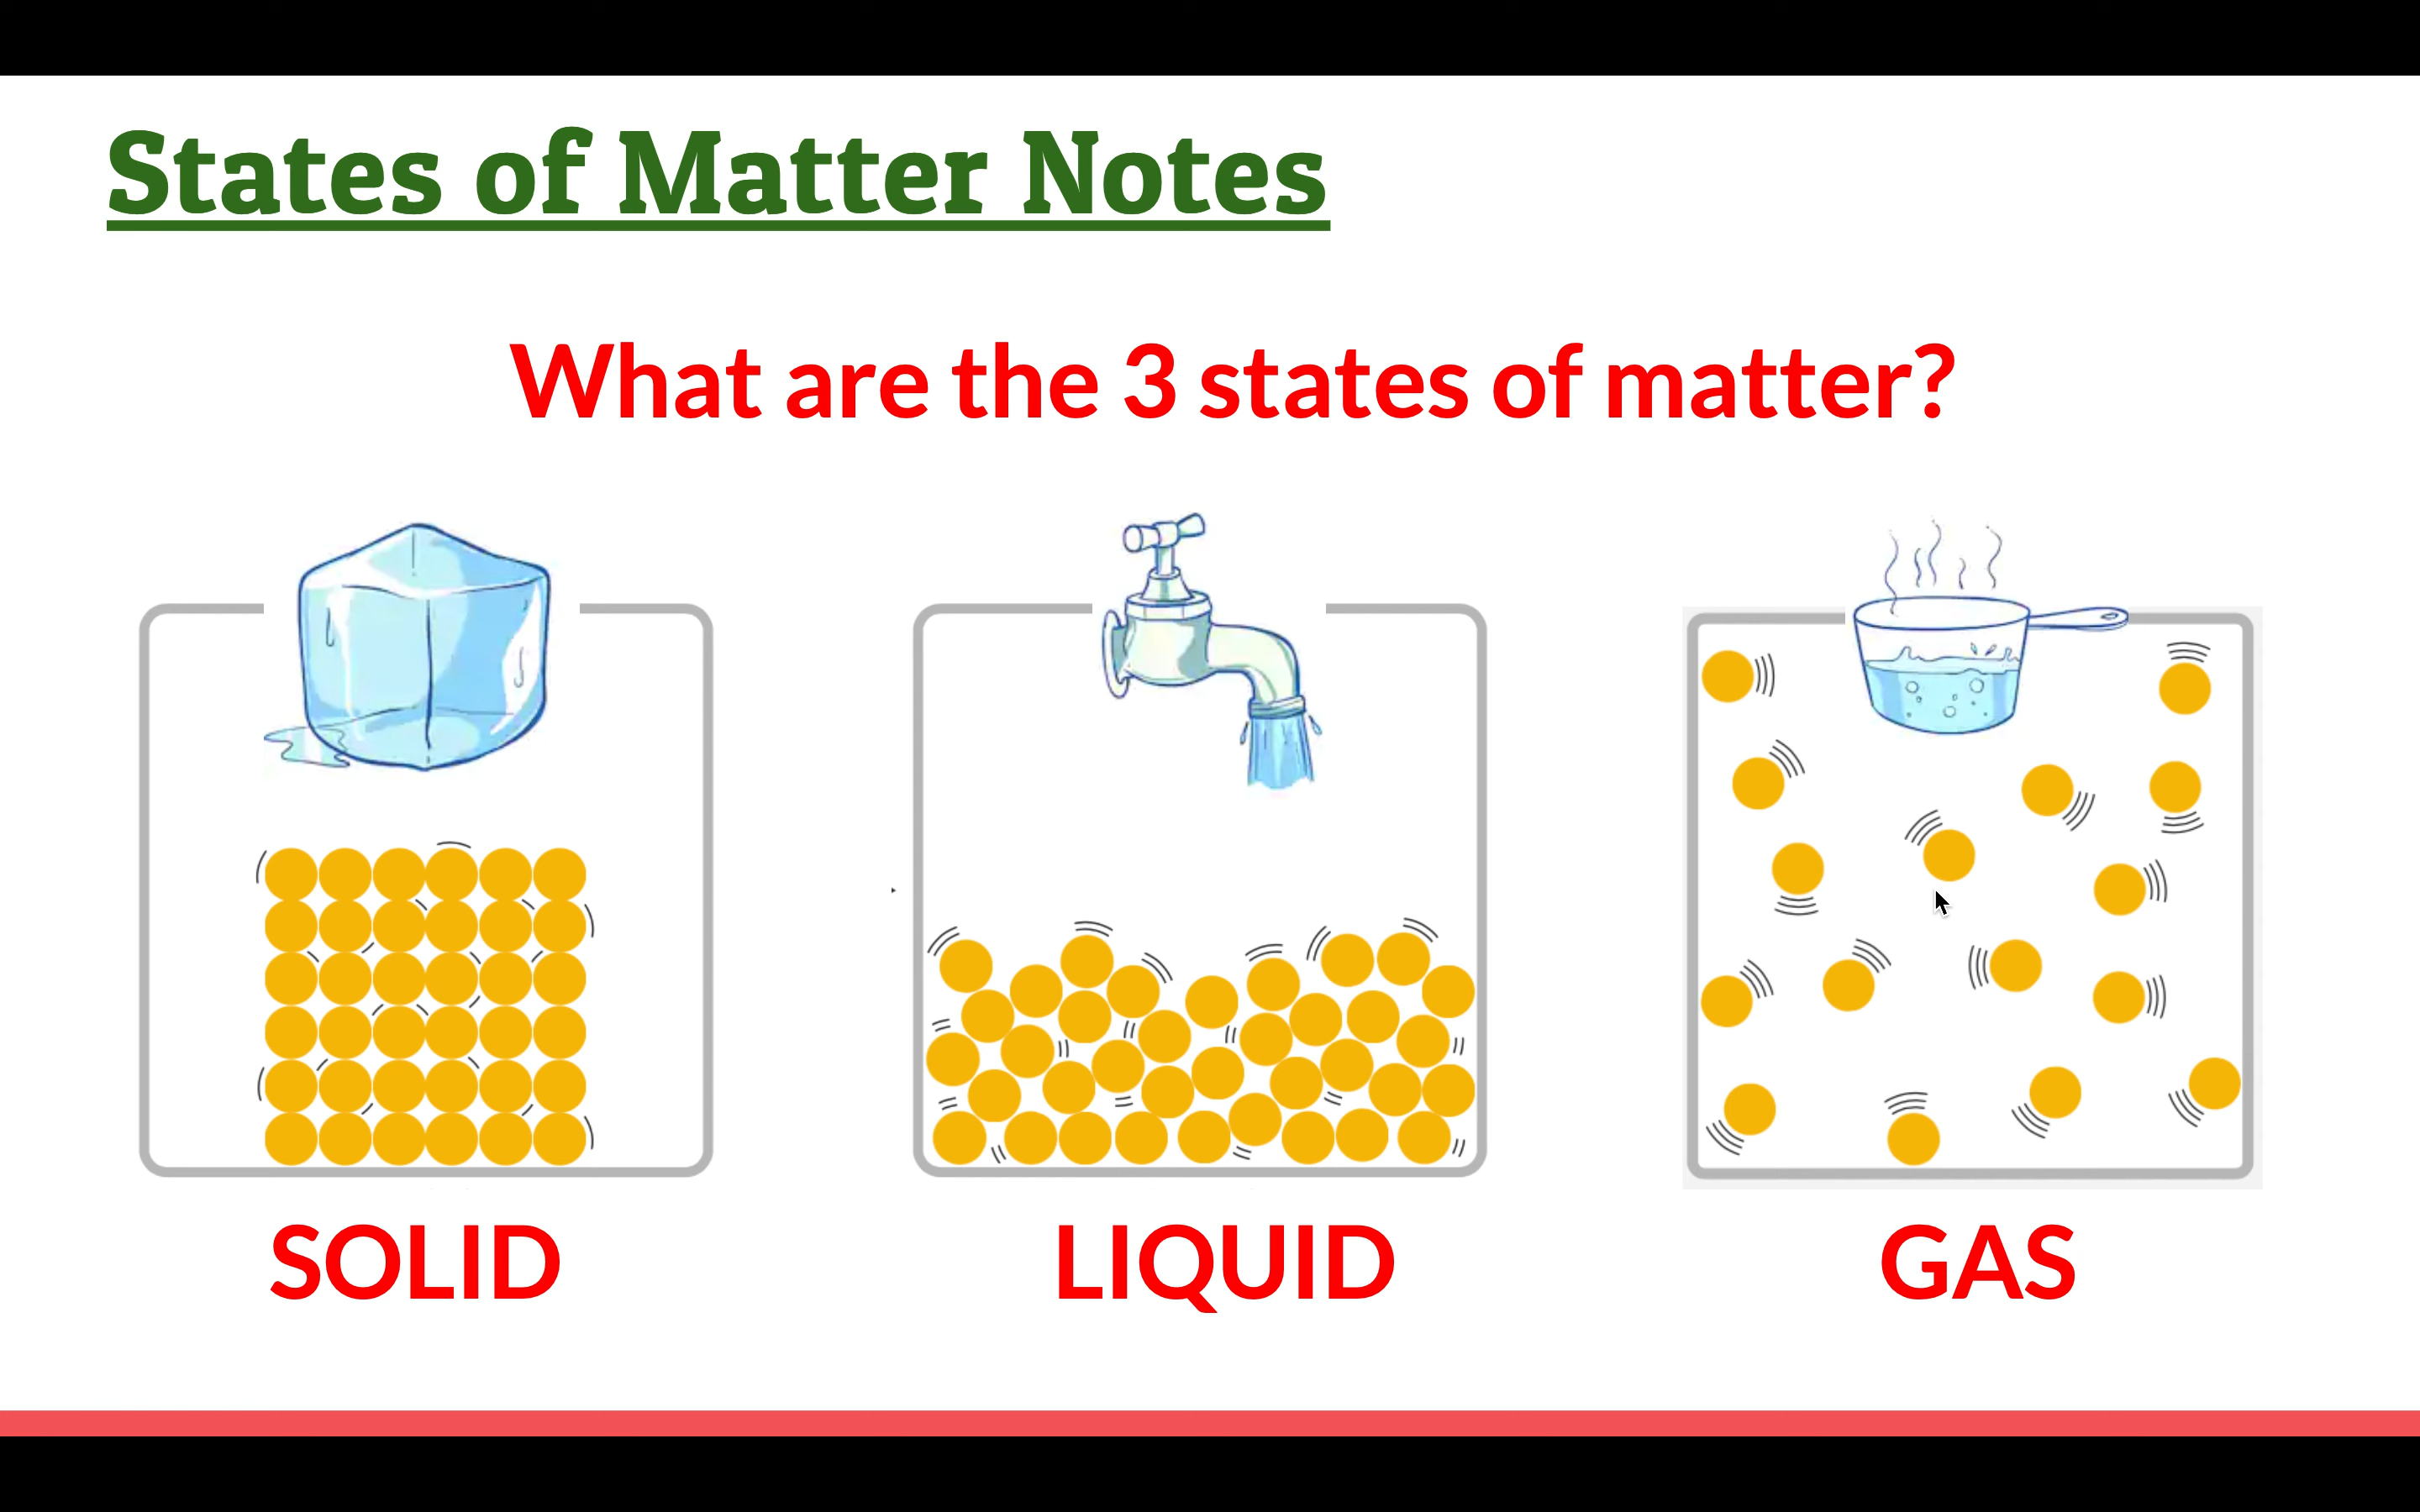 States of Matter Notes
What are the 3 states of matter?
SOLID
LIQUID
GAS